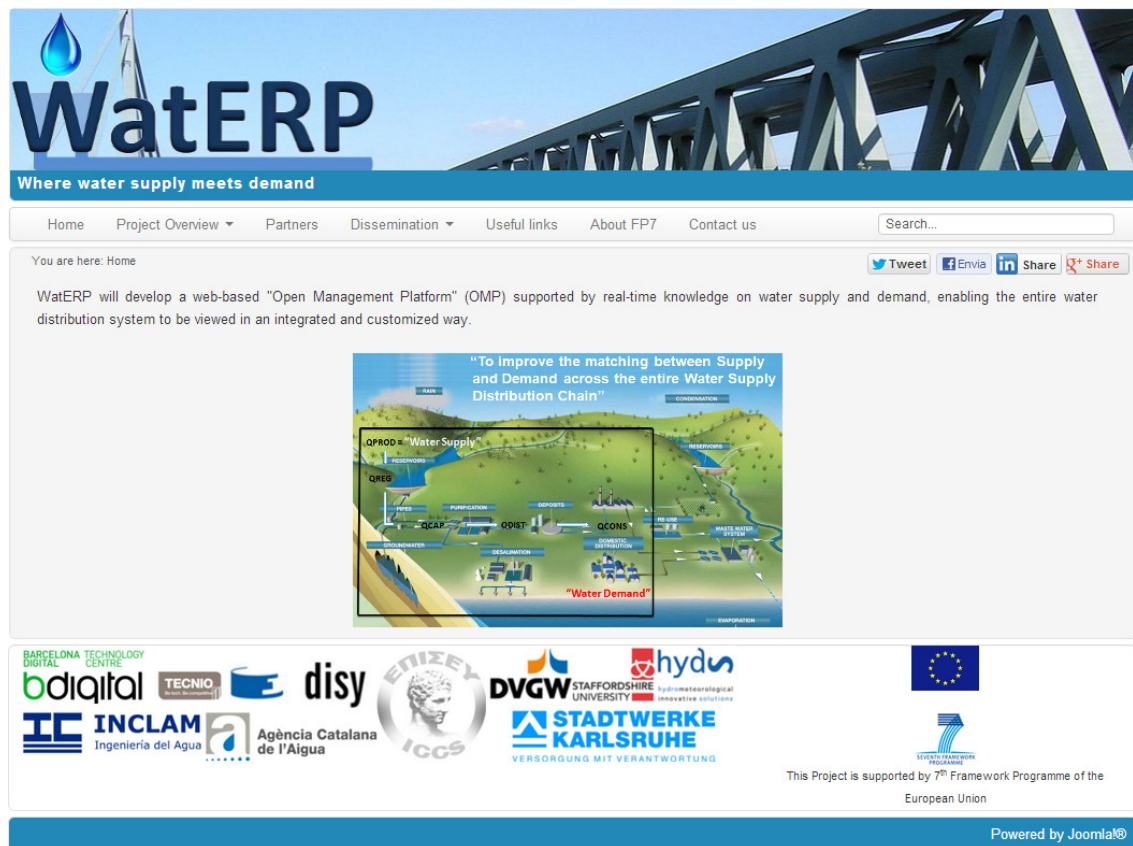 WatERP
Where water supply meets demand
Home Project Overview Partners Dissemination Useful links About FP7 Contact us Search...
You are here: Home
Tweet Envia in Share g+ Share
WatERP will develop a web-based "Open Management Platform" (OMP) supported by real-time knowledge on water supply and demand, enabling the entire water
distribution system to be viewed in an integrated and customized way.
“To improve the matching between Supply
and Demand across the entire Water Supply
Distribution Chain”
RAIN
CONDENSATION
QPROD = “Water Supply”
RESERVOIRS
RESERVOIRS
QREG
PIPES
PURIFICATION
DEPOSITS
RE-USE
QCAP
QDIST
QCONS
WASTE WATER
SYSTEM
GROUNDWATER
DESALINATION
DOMESTIC
DISTRIBUTION
“Water Demand”
EVAPORATION
BARCELONA TECHNOLOGY
DIGITAL CENTRE
bdigital
TECNIO
disy
ΕΠΙΣΕΥ
ICCS
DVGW
STAFFORDSHIRE
UNIVERSITY
hyds
hydrometeorological
innovative solutions
IC INCLAM
Ingeniería del Agua
a Agència Catalana
de l'Aigua
STADTWERKE
KARLSRUHE
VERSORGUNG MIT VERANTWORTUNG
7
SEVENTH FRAMEWORK
PROGRAMME
This Project is supported by 7th Framework Programme of the
European Union
Powered by Joomla!®